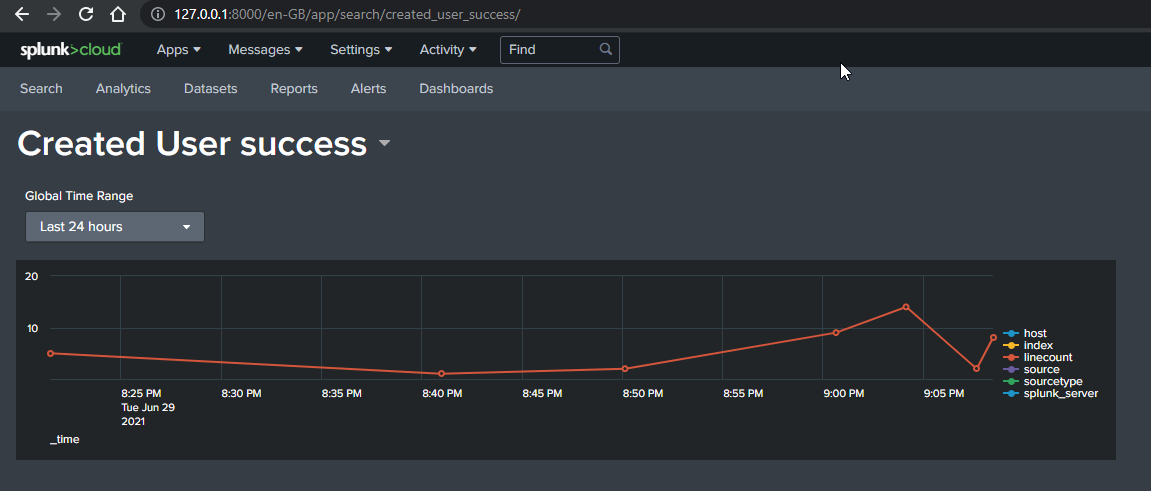 127.0.0.1:8000/en-GB/app/search/created_user_success/
splunk>cloud Apps Messages Settings Activity Find
Search Analytics Datasets Reports Alerts Dashboards
Created User success
Global Time Range
Last 24 hours
20
10
host
index
linecount
source
sourcetype
splunk_server
8:25 PM 8:30 PM 8:35 PM 8:40 PM 8:45 PM 8:50 PM 8:55 PM 9:00 PM 9:05 PM
Tue Jun 29
2021
_time